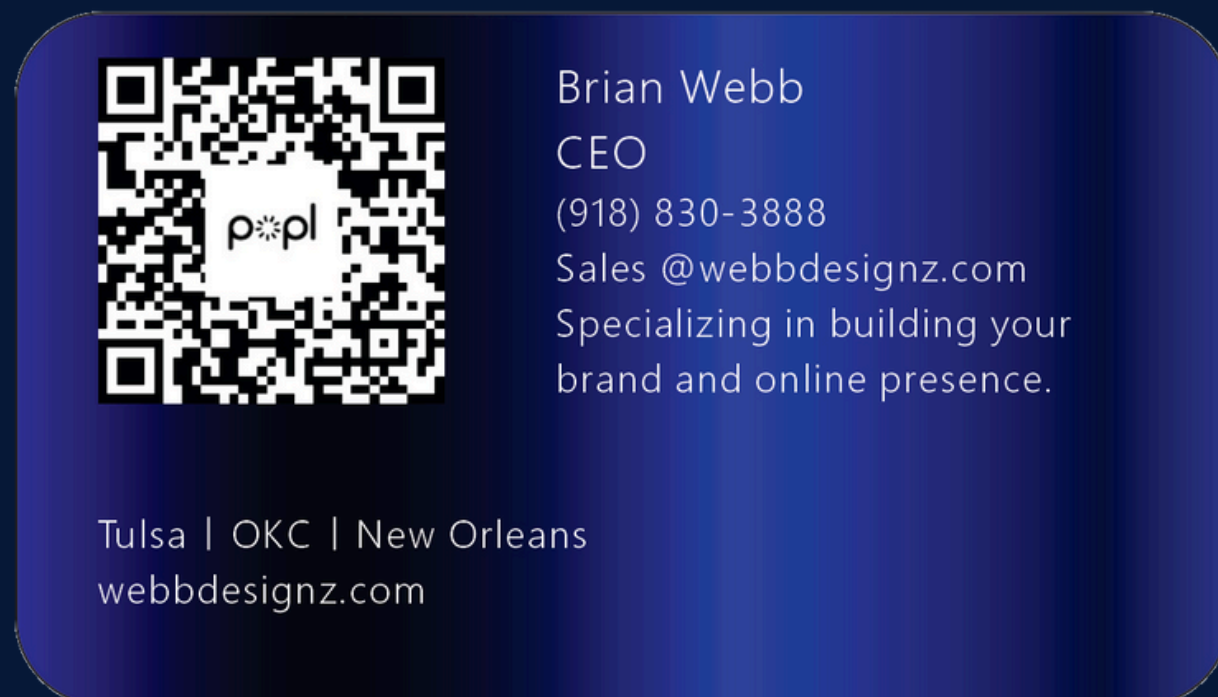 popl
Brian Webb
CEO
(918) 830-3888
Sales @webbdesignz.com
Specializing in building your
brand and online presence.
Tulsa | OKC | New Orleans
webbdesignz.com